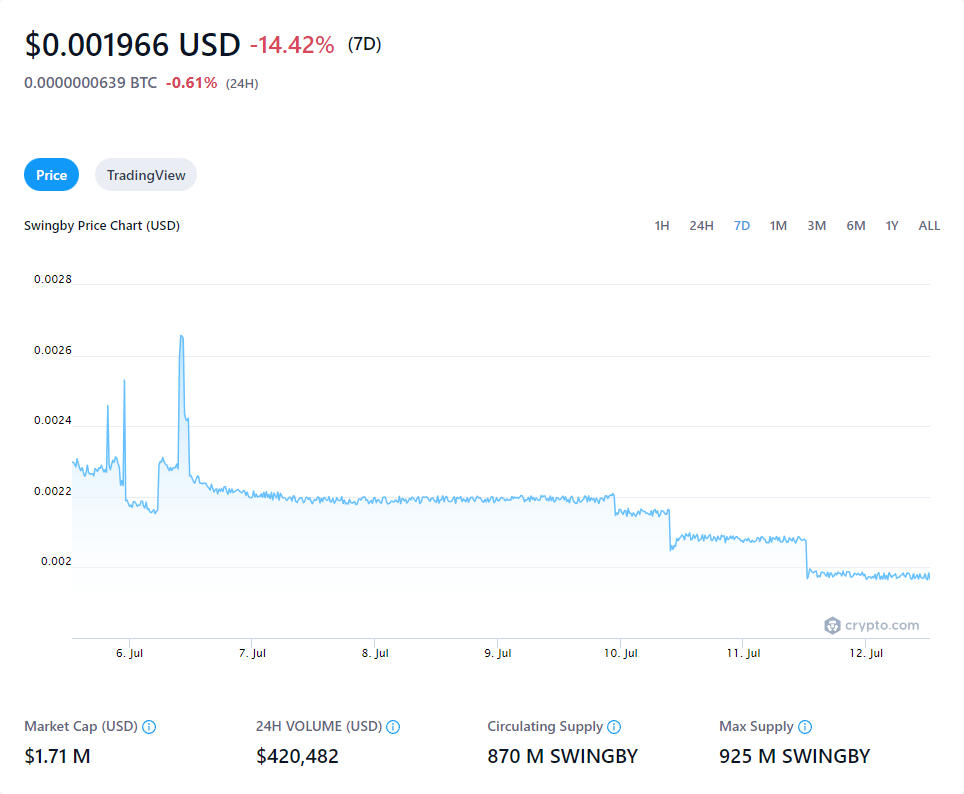 $0.001966 USD -14.42% (7D)
0.0000000639 BTC -0.61% (24H)
Price TradingView
Swingby Price Chart (USD) 1H 24H 7D 1M 3M 6M 1Y ALL
0.0028
0.0026
0.0024
0.0022
0.002
crypto.com
6. Jul 7. Jul 8. Jul 9. Jul 10. Jul 11. Jul 12. Jul
Market Cap (USD) 24H VOLUME (USD) Circulating Supply Max Supply
$1.71 M $420,482 870 M SWINGBY 925 M SWINGBY